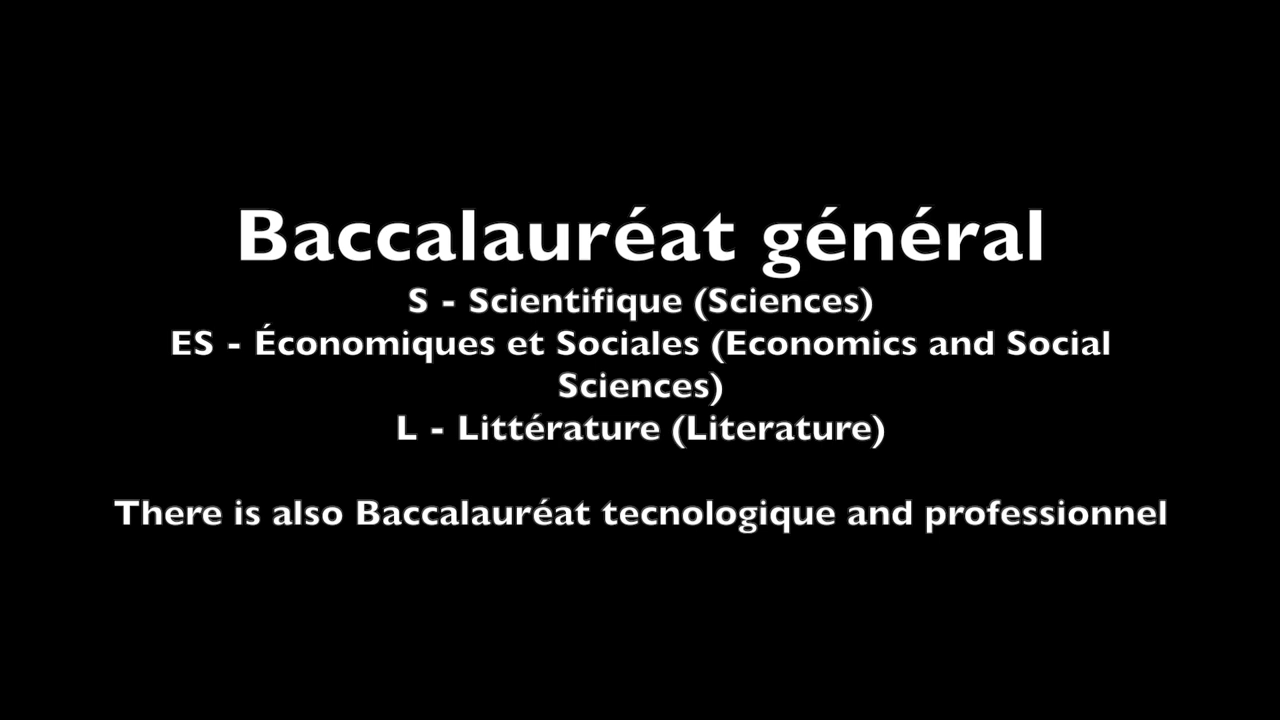 Baccalauréat général
S - Scientifique (Sciences)
ES - Économiques et Sociales (Economics and Social
Sciences)
L - Littérature (Literature)
There is also Baccalauréat tecnologique and professionnel